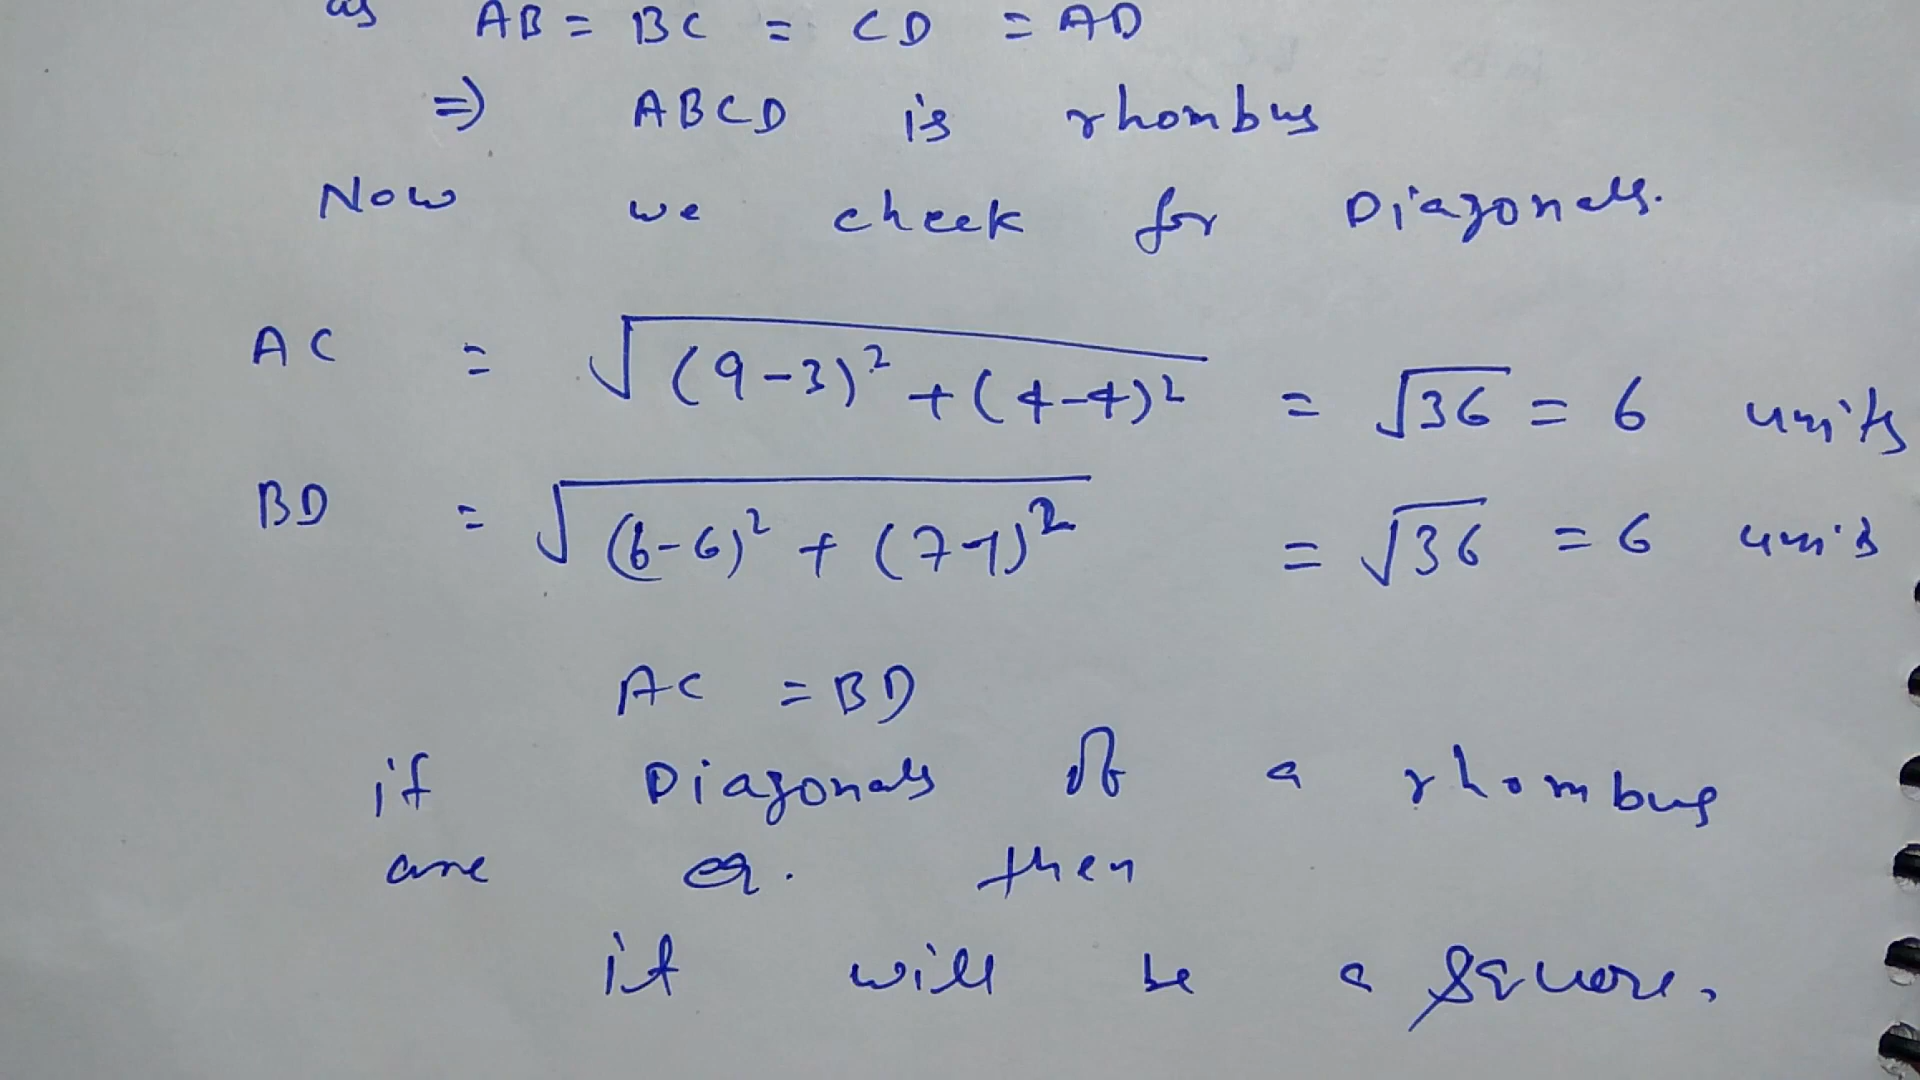 as AB = BC = CD = AD
⇒ ABCD is rhombus
Now we check for Diagonals.
AC = √(9-3)² + (4-4)² = √36 = 6 units
BD = √(6-6)² + (7-1)² = √36 = 6 units
AC = BD
if Diagonals of a rhombus
are eq. then
it will be a square.